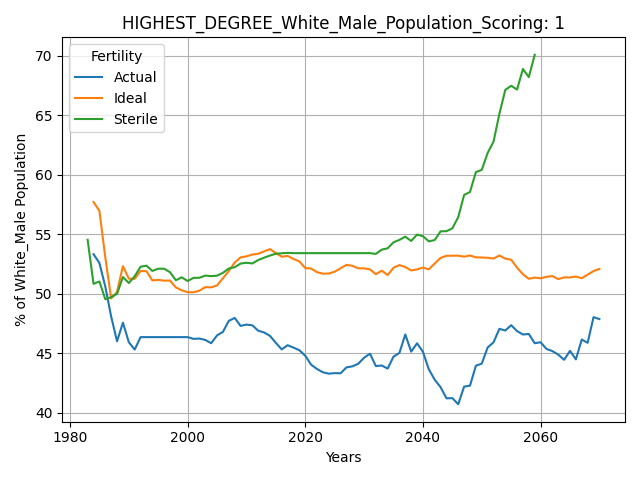 HIGHEST_DEGREE_White_Male_Population_Scoring: 1
% of White_Male Population
70
65
60
55
50
45
40
Fertility
Actual
Ideal
Sterile
1980
2000
2020
2040
2060
Years